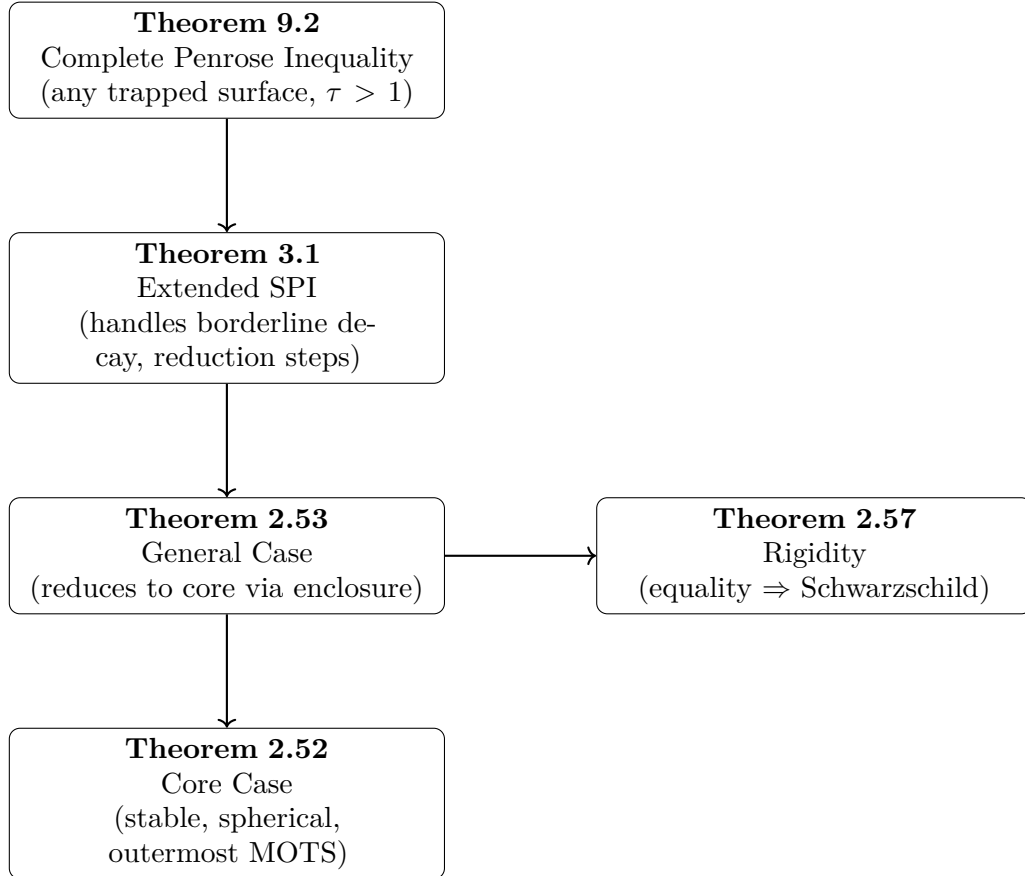 Theorem 9.2
Complete Penrose Inequality
(any trapped surface, τ > 1)
Theorem 3.1
Extended SPI
(handles borderline de-
cay, reduction steps)
Theorem 2.53
General Case
(reduces to core via enclosure)
Theorem 2.57
Rigidity
(equality ⇒ Schwarzschild)
Theorem 2.52
Core Case
(stable, spherical,
outermost MOTS)